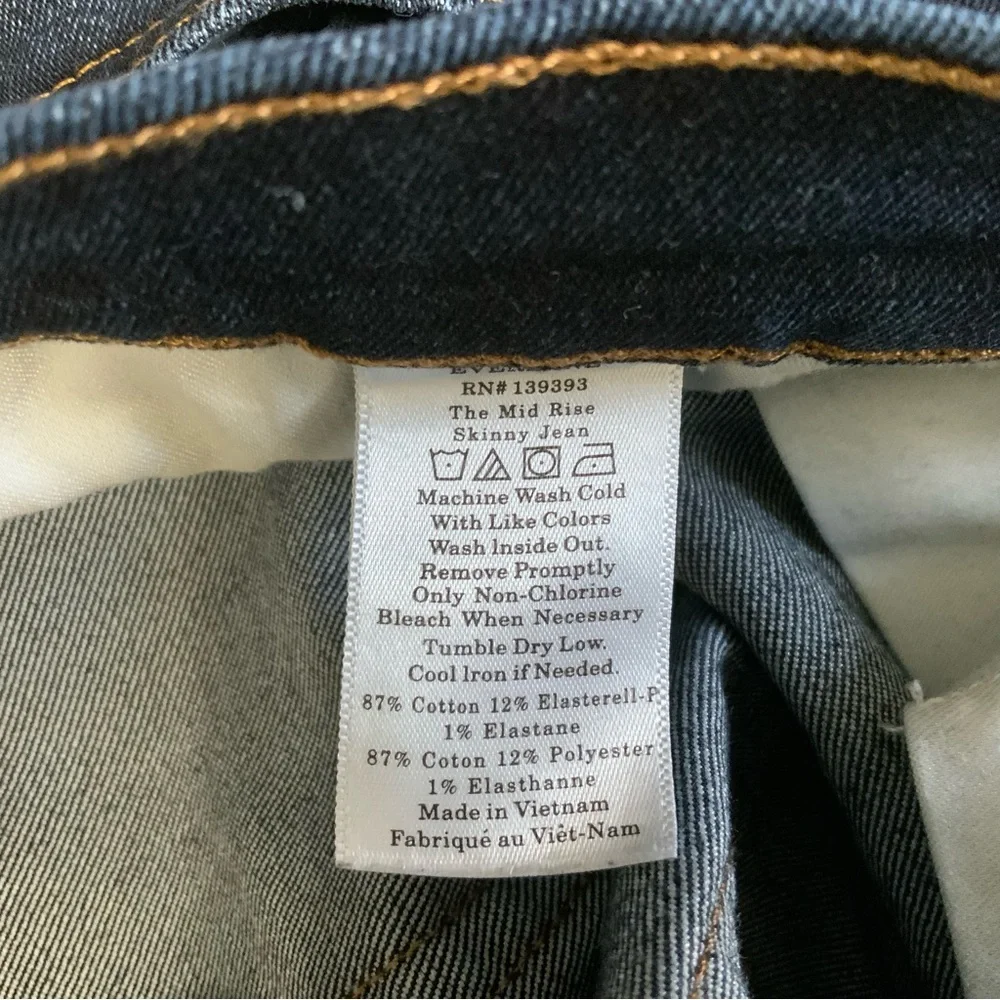 RN# 139393
The Mid Rise
Skinny Jean
Machine Wash Cold
With Like Colors
Wash Inside Out.
Remove Promptly
Only Non-Chlorine
Bleach When Necessary
Tumble Dry Low.
Cool Iron if Needed.
87% Cotton 12% Elasterell-P
1% Elastane
87% Coton 12% Polyester
1% Elasthanne
Made in Vietnam
Fabriqué au Viêt-Nam